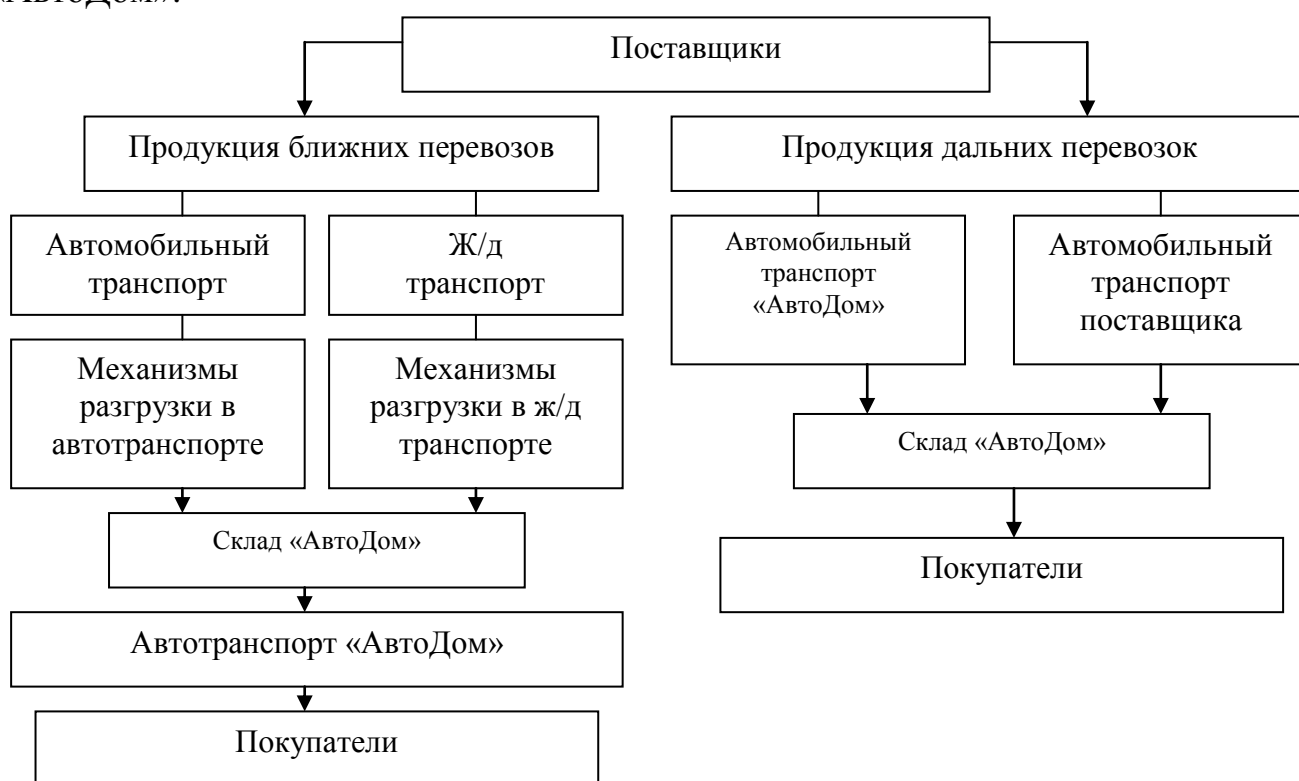 «АвтоДом».
Поставщики
Продукция ближних перевозов
Продукция дальних перевозок
Автомобильный
транспорт
Ж/д
транспорт
Автомобильный
транспорт
«АвтоДом»
Автомобильный
транспорт
поставщика
Механизмы
разгрузки в
автотранспорте
Механизмы
разгрузки в ж/д
транспорте
Склад «АвтоДом»
Склад «АвтоДом»
Автотранспорт «АвтоДом»
Покупатели
Покупатели